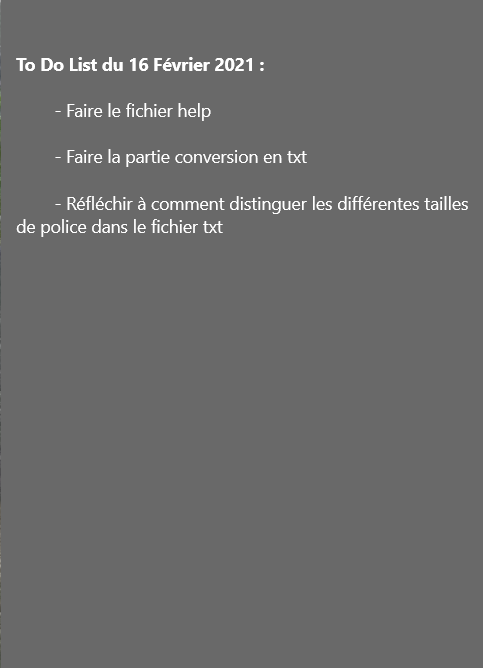 To Do List du 16 Février 2021 :
- Faire le fichier help
- Faire la partie conversion en txt
- Réfléchir à comment distinguer les différentes tailles
de police dans le fichier txt